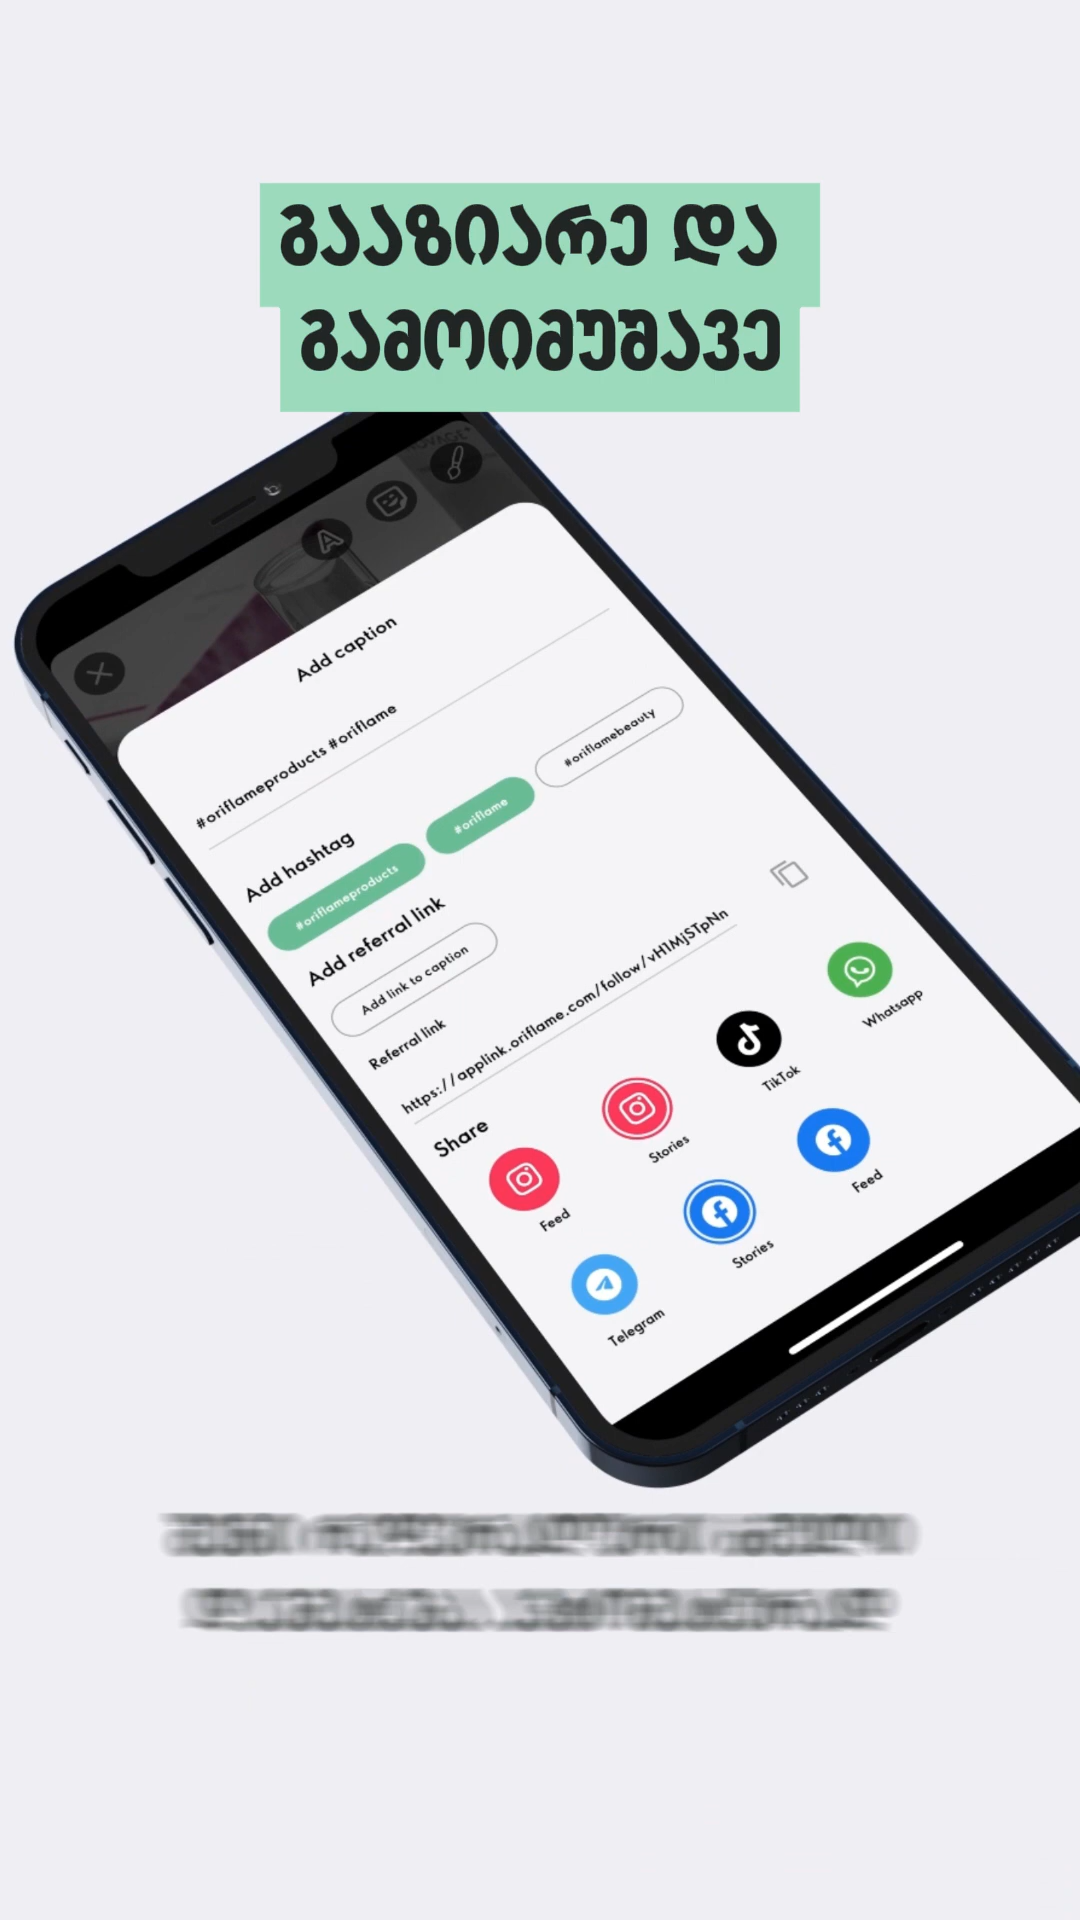 გააზიარე და
გამოიმუშავე
Add caption
#oriflameproducts #oriflame
Add hashtag
#oriflameproducts
#oriflame
#oriflamebeauty
Add referral link
Add link to caption
Referral link
https://applink.oriflame.com/follow/vH1MjSTpNn
Share
Feed
Stories
TikTok
Whatsapp
Telegram
Stories
Feed